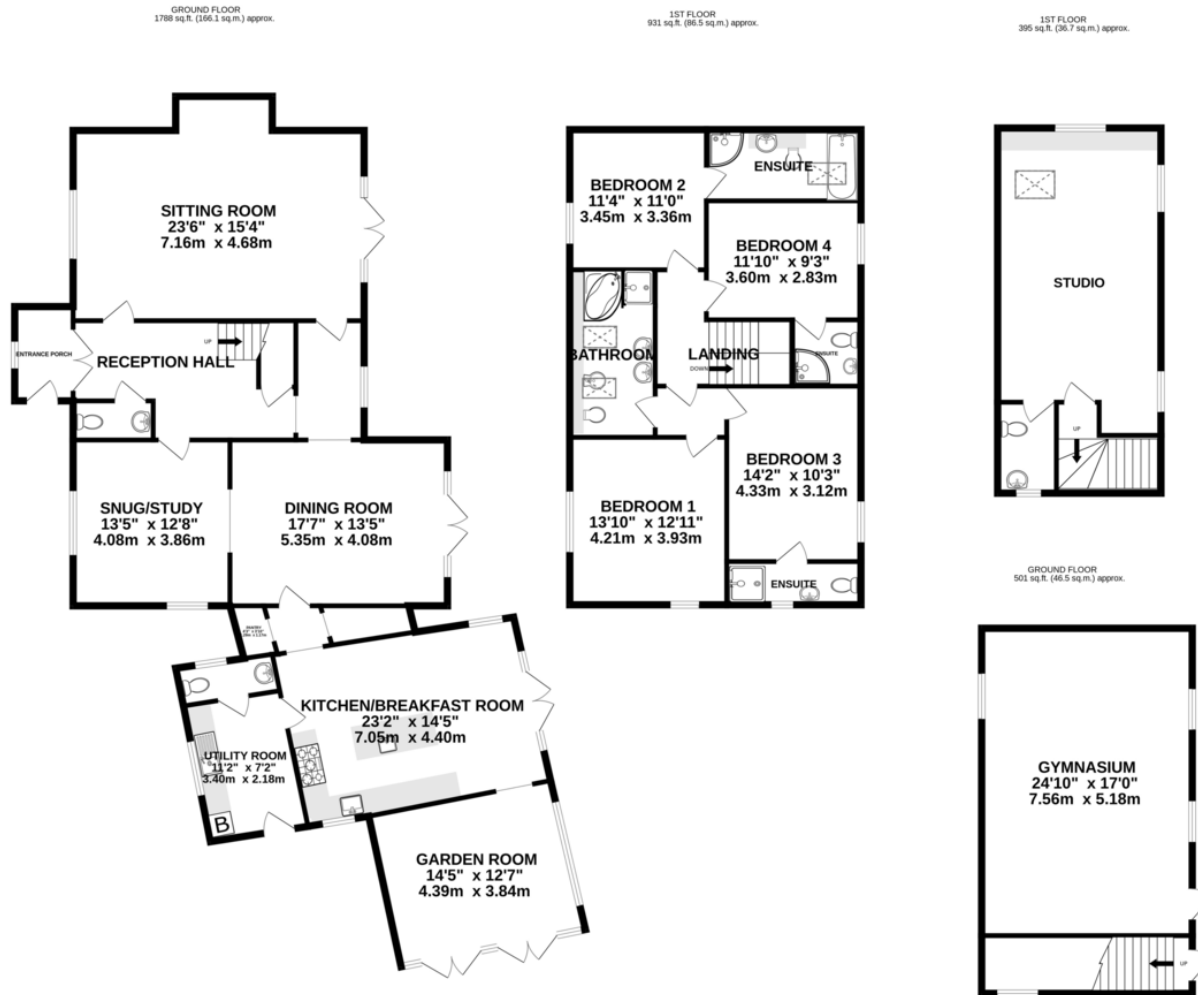 GROUND FLOOR
1788 sq.ft. (166.1 sq.m.) approx.
SITTING ROOM
23'6" x 15'4"
7.16m x 4.68m
ENTRANCE PORCH
RECEPTION HALL
UP
SNUG/STUDY
13'5" x 12'8"
4.08m x 3.86m
DINING ROOM
17'7" x 13'5"
5.35m x 4.08m
KITCHEN/BREAKFAST ROOM
23'2" x 14'5"
7.05m x 4.40m
UTILITY ROOM
11'2" x 7'2"
3.40m x 2.18m
B
GARDEN ROOM
14'5" x 12'7"
4.39m x 3.84m
1ST FLOOR
931 sq.ft. (86.5 sq.m.) approx.
BEDROOM 2
11'4" x 11'0"
3.45m x 3.36m
ENSUITE
BEDROOM 4
11'10" x 9'3"
3.60m x 2.83m
BATHROOM
LANDING
DOWN
ENSUITE
BEDROOM 3
14'2" x 10'3"
4.33m x 3.12m
BEDROOM 1
13'10" x 12'11"
4.21m x 3.93m
ENSUITE
1ST FLOOR
395 sq.ft. (36.7 sq.m.) approx.
STUDIO
UP
GROUND FLOOR
501 sq.ft. (46.5 sq.m.) approx.
GYMNASIUM
24'10" x 17'0"
7.56m x 5.18m
UP